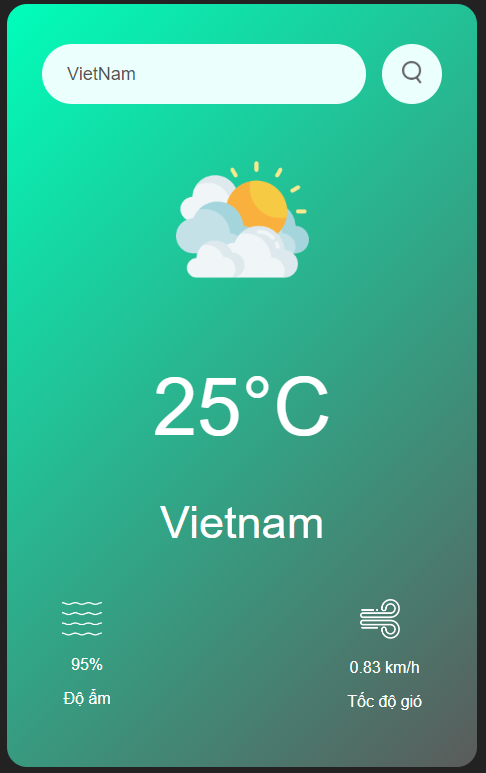 VietNam
25°C
Vietnam
95%
Độ ẩm
0.83 km/h
Tốc độ gió